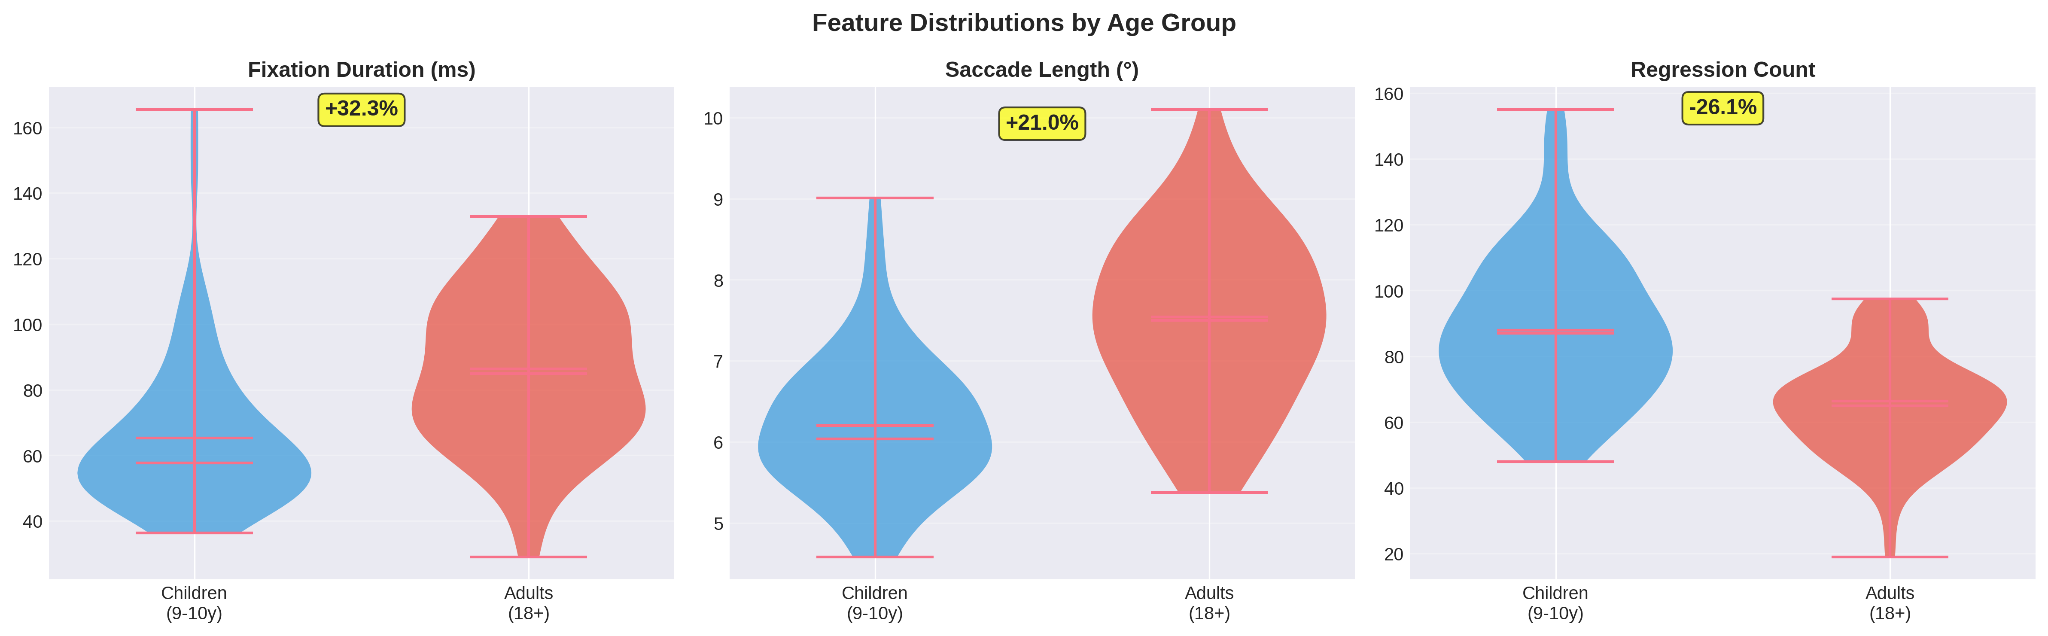 Feature Distributions by Age Group
Fixation Duration (ms)
+32.3%
160
140
120
100
80
60
40
Children
(9-10y)
Adults
(18+)
Saccade Length (°)
+21.0%
10
9
8
7
6
5
Children
(9-10y)
Adults
(18+)
Regression Count
-26.1%
160
140
120
100
80
60
40
20
Children
(9-10y)
Adults
(18+)